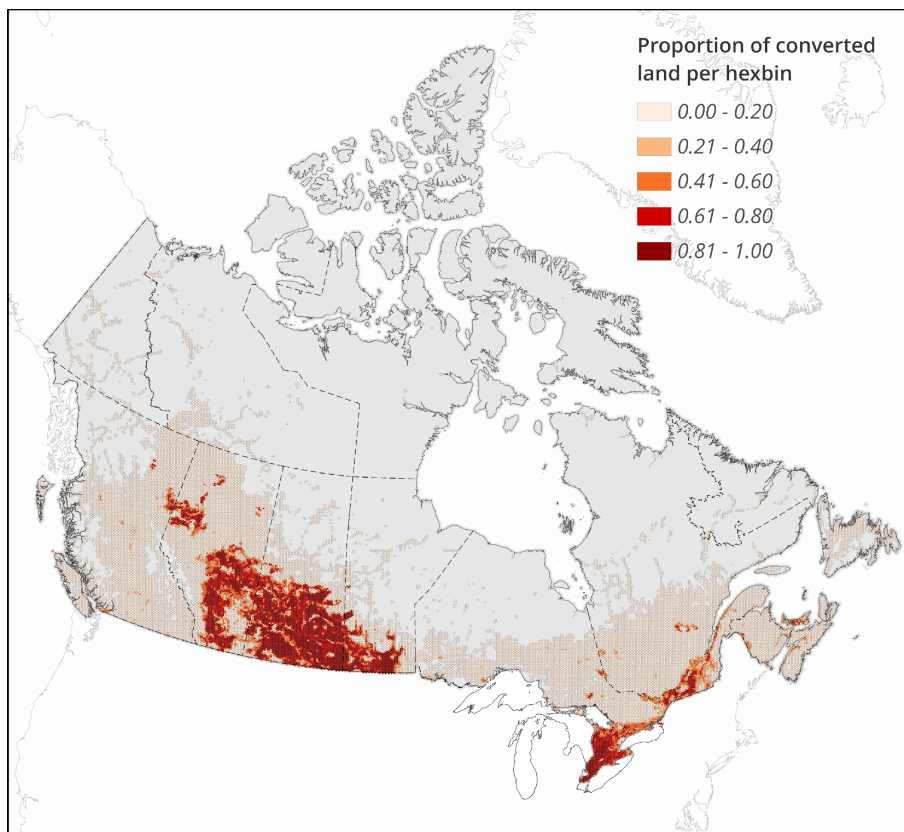 Proportion of converted
land per hexbin
0.00 - 0.20
0.21 - 0.40
0.41 - 0.60
0.61 - 0.80
0.81 - 1.00